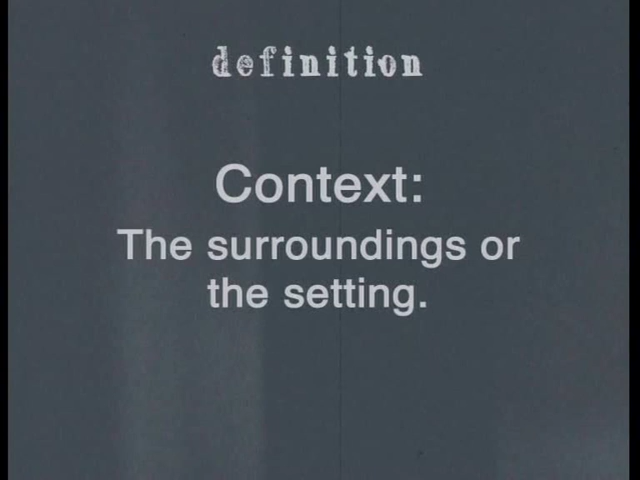 definition
Context:
The surroundings or
the setting.